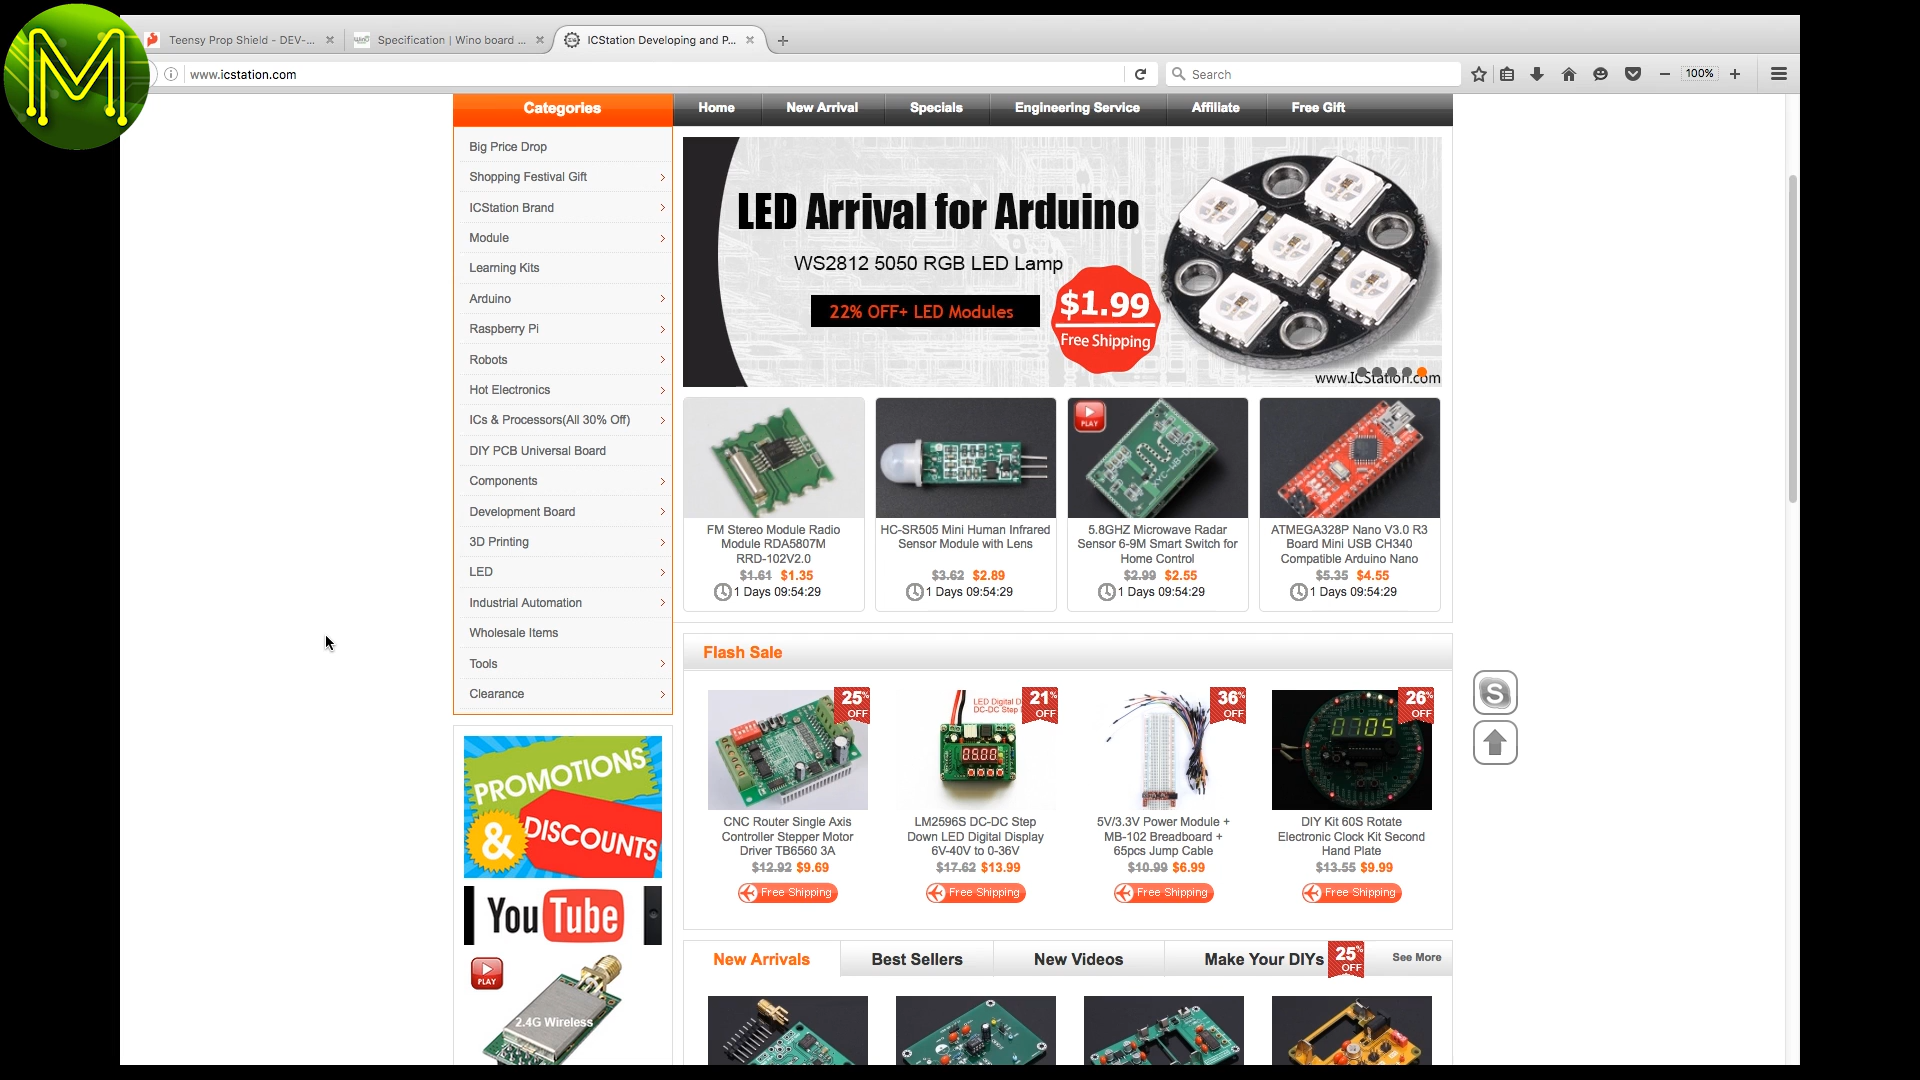 Teensy Prop Shield - DEV-...
Specification | Wino board ...
ICStation Developing and P...
www.icstation.com
Search
100%
Categories
Home
New Arrival
Specials
Engineering Service
Affiliate
Free Gift
Big Price Drop
Shopping Festival Gift
ICStation Brand
Module
Learning Kits
Arduino
Raspberry Pi
Robots
Hot Electronics
ICs & Processors(All 30% Off)
DIY PCB Universal Board
Components
Development Board
3D Printing
LED
Industrial Automation
Wholesale Items
Tools
Clearance
LED Arrival for Arduino
WS2812 5050 RGB LED Lamp
22% OFF+ LED Modules
$1.99
Free Shipping
www.ICStation.com
FM Stereo Module Radio
Module RDA5807M
RRD-102V2.0
$1.61 $1.35
1 Days 09:54:29
HC-SR505 Mini Human Infrared
Sensor Module with Lens
$3.62 $2.89
1 Days 09:54:29
PLAY
5.8GHZ Microwave Radar
Sensor 6-9M Smart Switch for
Home Control
$2.99 $2.55
1 Days 09:54:29
ATMEGA328P Nano V3.0 R3
Board Mini USB CH340
Compatible Arduino Nano
$5.35 $4.55
1 Days 09:54:29
Flash Sale
25% OFF
CNC Router Single Axis
Controller Stepper Motor
Driver TB6560 3A
$12.92 $9.69
Free Shipping
LED Digital D
DC-DC Step
21% OFF
LM2596S DC-DC Step
Down LED Digital Display
6V-40V to 0-36V
$17.62 $13.99
Free Shipping
36% OFF
5V/3.3V Power Module +
MB-102 Breadboard +
65pcs Jump Cable
$10.99 $6.99
Free Shipping
26% OFF
0705
DIY Kit 60S Rotate
Electronic Clock Kit Second
Hand Plate
$13.55 $9.99
Free Shipping
PROMOTIONS
& DISCOUNTS
YouTube
PLAY
2.4G Wireless
New Arrivals
Best Sellers
New Videos
Make Your DIYs
25% OFF
See More